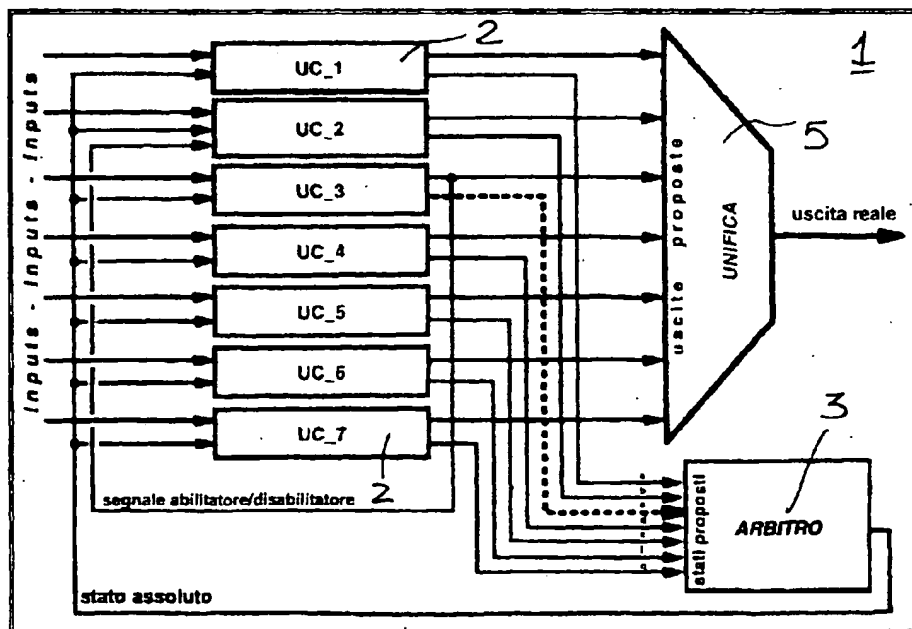 UC_1
2
1
UC_2
5
UC_3
Inputs - Inputs - Inputs
uscite proposte
UNIFICA
uscita reale
UC_4
UC_5
UC_6
UC_7
2
3
segnale abilitatore/disabilitatore
stati proposti
ARBITRO
stato assoluto